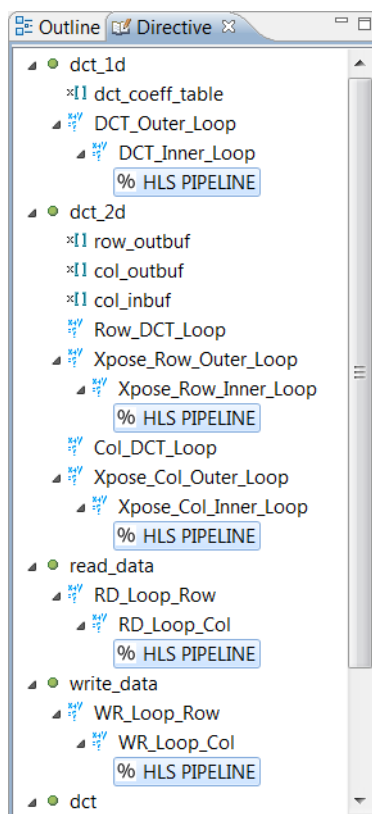 Outline Directive
dct_1d
x[] dct_coeff_table
DCT_Outer_Loop
DCT_Inner_Loop
% HLS PIPELINE
dct_2d
x[] row_outbuf
x[] col_outbuf
x[] col_inbuf
Row_DCT_Loop
Xpose_Row_Outer_Loop
Xpose_Row_Inner_Loop
% HLS PIPELINE
Col_DCT_Loop
Xpose_Col_Outer_Loop
Xpose_Col_Inner_Loop
% HLS PIPELINE
read_data
RD_Loop_Row
RD_Loop_Col
% HLS PIPELINE
write_data
WR_Loop_Row
WR_Loop_Col
% HLS PIPELINE
dct